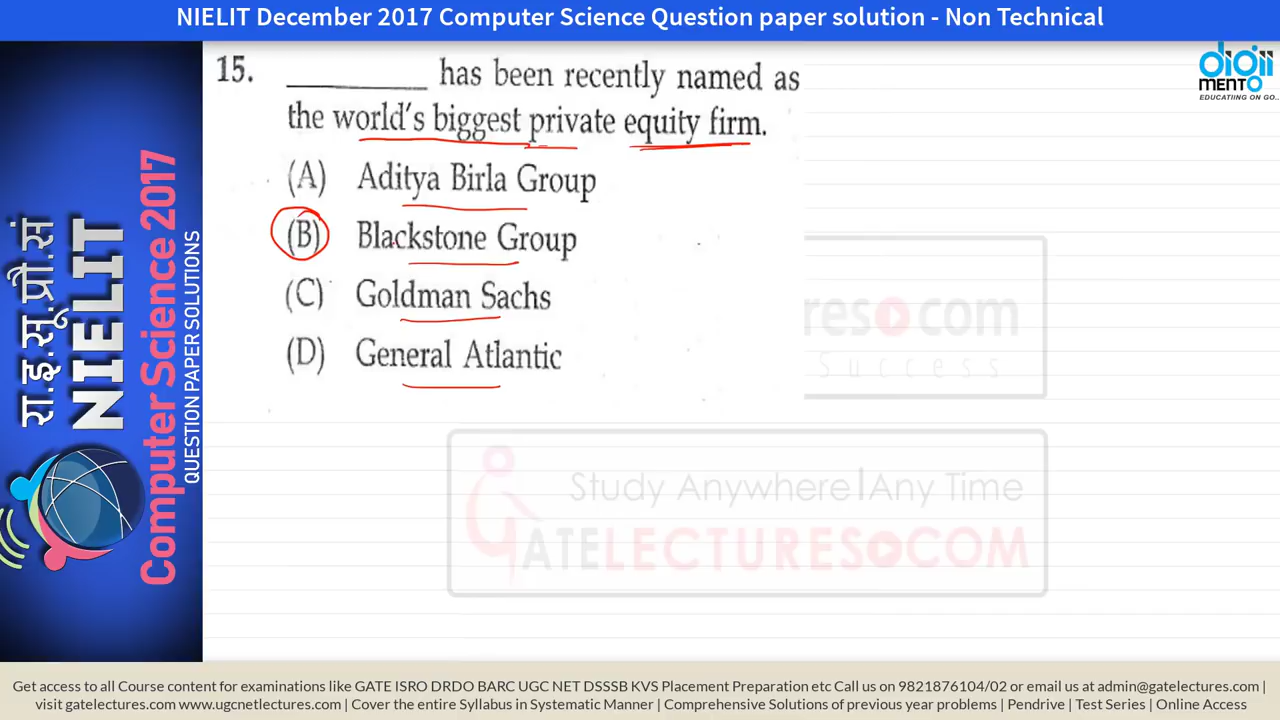 NIELIT December 2017 Computer Science Question paper solution - Non Technical
digii
MENTO
EDUCATIING ON GO..
रा.इ.सू.प्रौ.सं
NIELIT
Computer Science 2017
QUESTION PAPER SOLUTIONS
15. __________ has been recently named as
the world's biggest private equity firm.
(A) Aditya Birla Group
(B) Blackstone Group
(C) Goldman Sachs
(D) General Atlantic
ures com
Success
Study Anywhere Any Time
GATELECTURES.COM
Get access to all Course content for examinations like GATE ISRO DRDO BARC UGC NET DSSSB KVS Placement Preparation etc Call us on 9821876104/02 or email us at admin@gatelectures.com |
visit gatelectures.com www.ugcnetlectures.com | Cover the entire Syllabus in Systematic Manner | Comprehensive Solutions of previous year problems | Pendrive | Test Series | Online Access